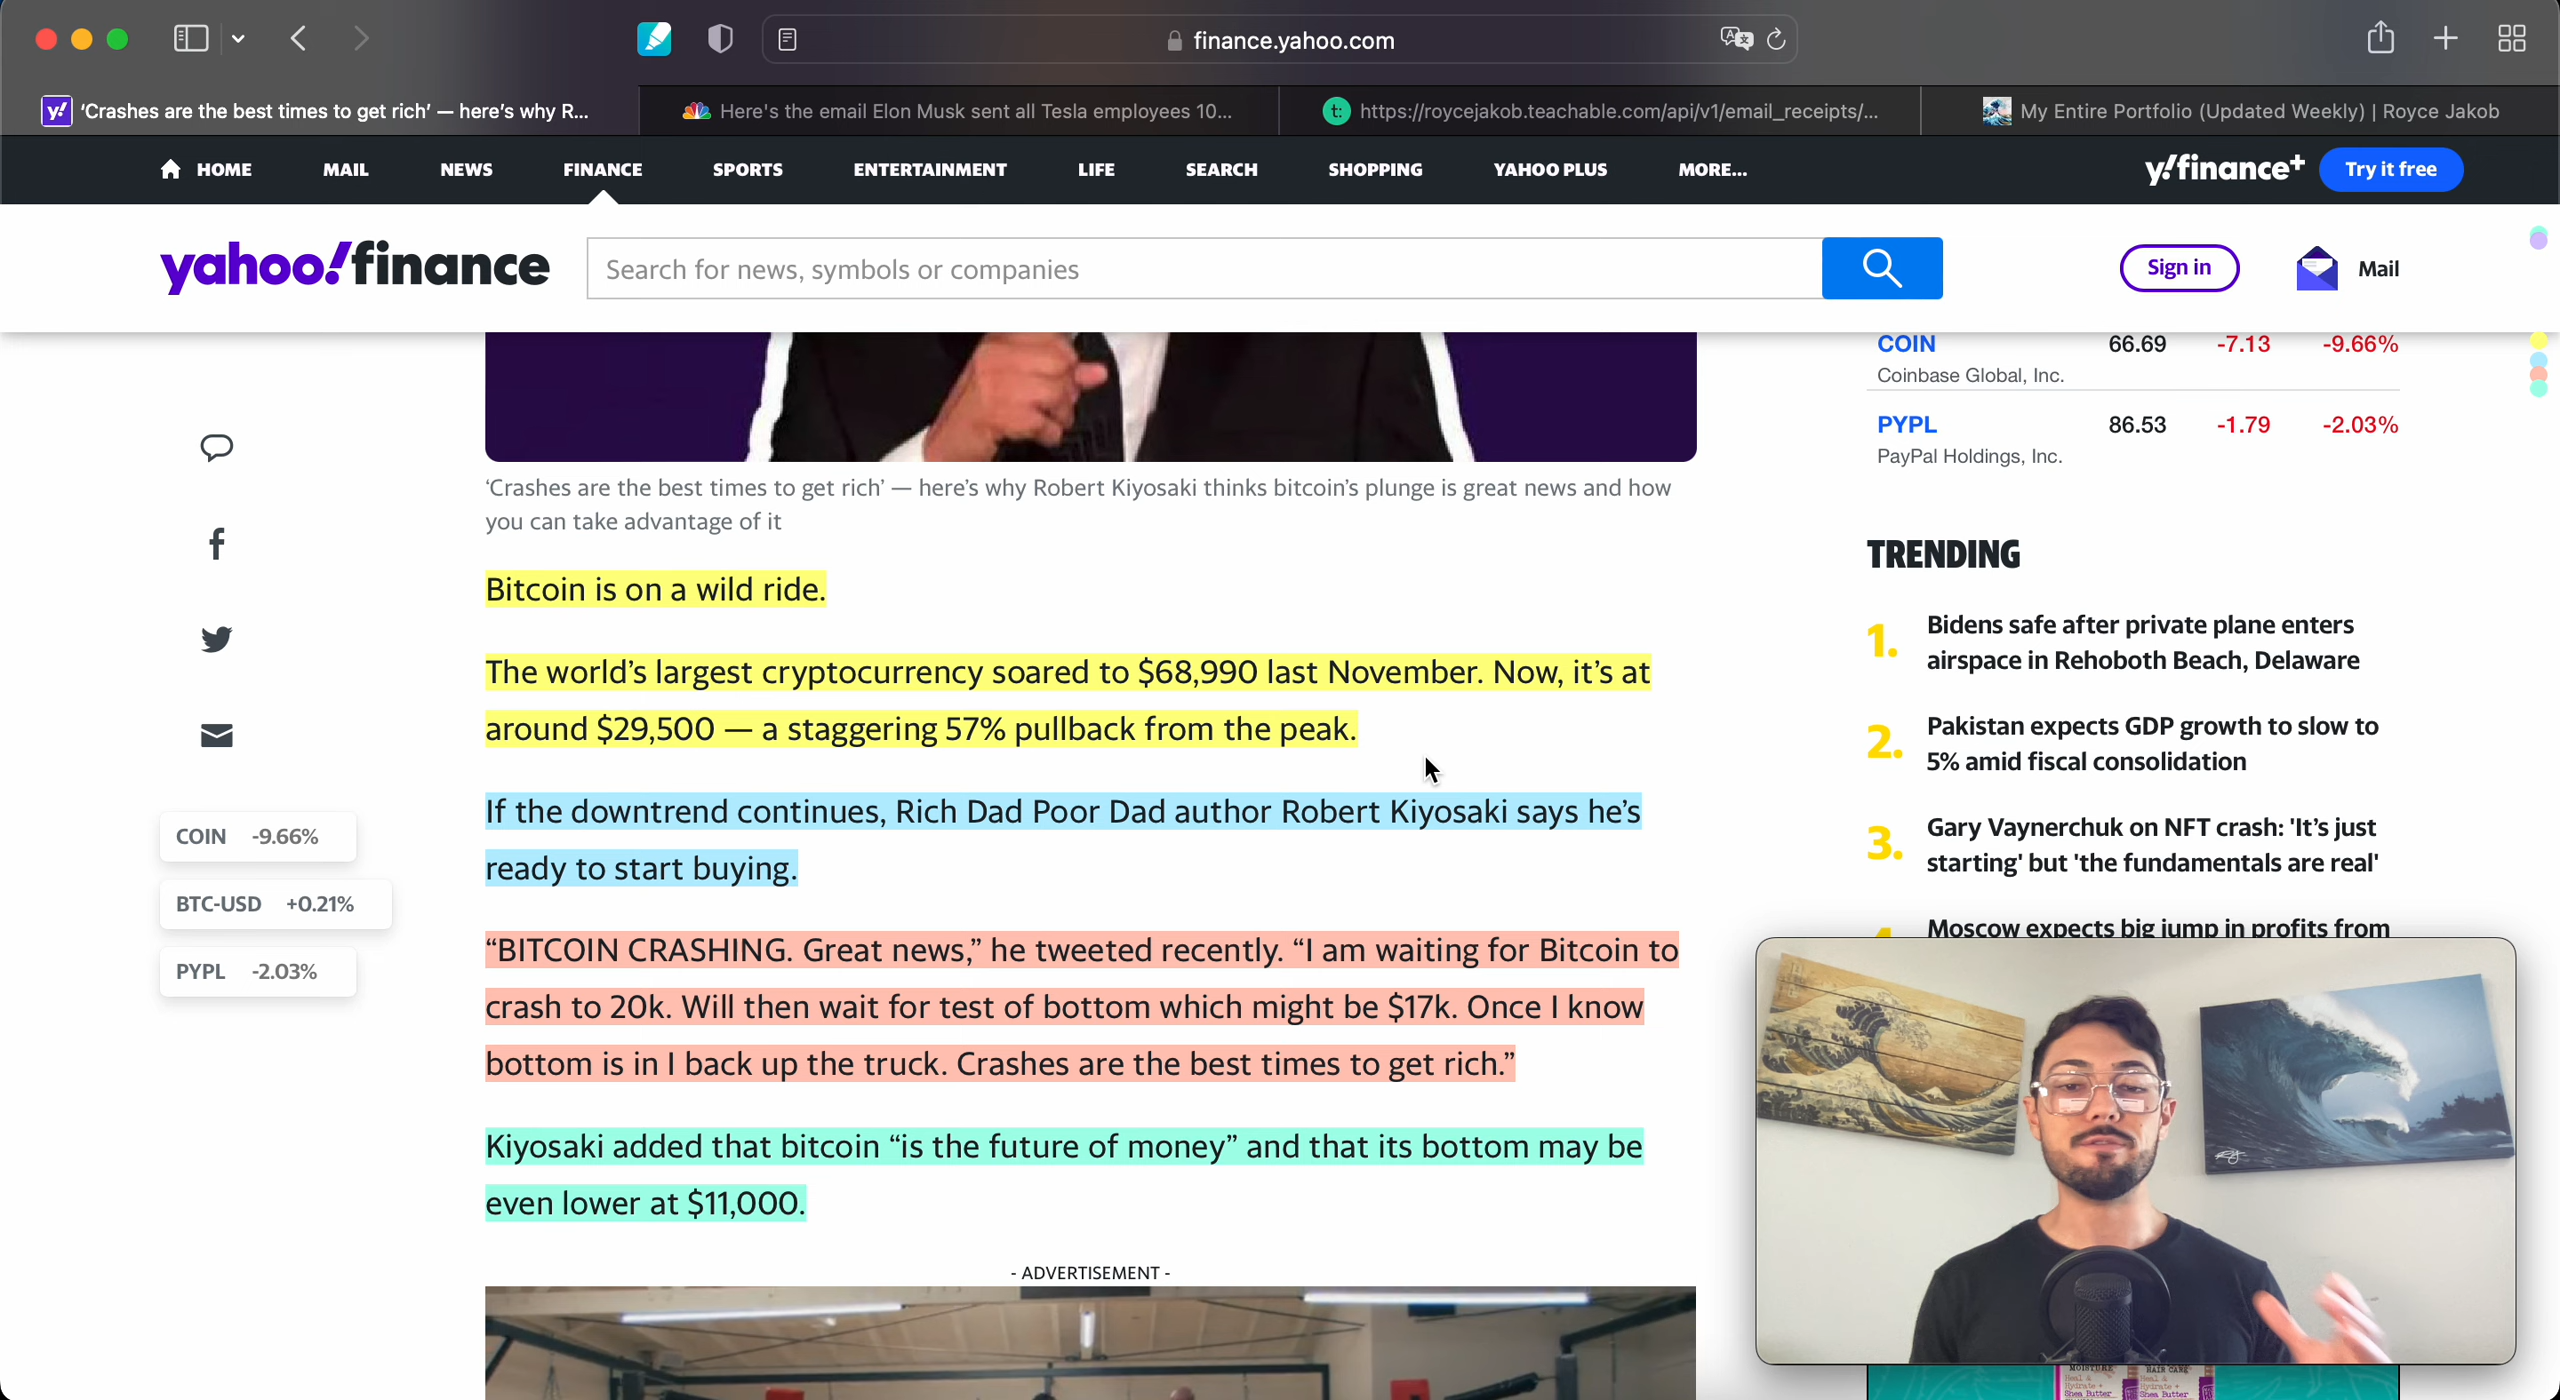 finance.yahoo.com
‘Crashes are the best times to get rich’ — here’s why R...
Here's the email Elon Musk sent all Tesla employees 10...
https://roycejakob.teachable.com/api/v1/email_receipts/...
My Entire Portfolio (Updated Weekly) | Royce Jakob
HOME MAIL NEWS FINANCE SPORTS ENTERTAINMENT LIFE SEARCH SHOPPING YAHOO PLUS MORE...
y!finance+ Try it free
yahoo!finance
Search for news, symbols or companies
Sign in
Mail
‘Crashes are the best times to get rich’ — here’s why Robert Kiyosaki thinks bitcoin’s plunge is great news and how
you can take advantage of it
Bitcoin is on a wild ride.
The world’s largest cryptocurrency soared to $68,990 last November. Now, it’s at
around $29,500 — a staggering 57% pullback from the peak.
If the downtrend continues, Rich Dad Poor Dad author Robert Kiyosaki says he’s
ready to start buying.
“BITCOIN CRASHING. Great news,” he tweeted recently. “I am waiting for Bitcoin to
crash to 20k. Will then wait for test of bottom which might be $17k. Once I know
bottom is in I back up the truck. Crashes are the best times to get rich.”
Kiyosaki added that bitcoin “is the future of money” and that its bottom may be
even lower at $11,000.
- ADVERTISEMENT -
COIN -9.66%
BTC-USD +0.21%
PYPL -2.03%
COIN 66.69 -7.13 -9.66%
Coinbase Global, Inc.
PYPL 86.53 -1.79 -2.03%
PayPal Holdings, Inc.
TRENDING
1. Bidens safe after private plane enters
airspace in Rehoboth Beach, Delaware
2. Pakistan expects GDP growth to slow to
5% amid fiscal consolidation
3. Gary Vaynerchuk on NFT crash: 'It’s just
starting' but 'the fundamentals are real'
4. Moscow expects big jump in profits from
MOISTURE
Heal &
Hydrate +
Shea Butter
HAIR CARE
Heal &
Hydrate +
Shea Butter